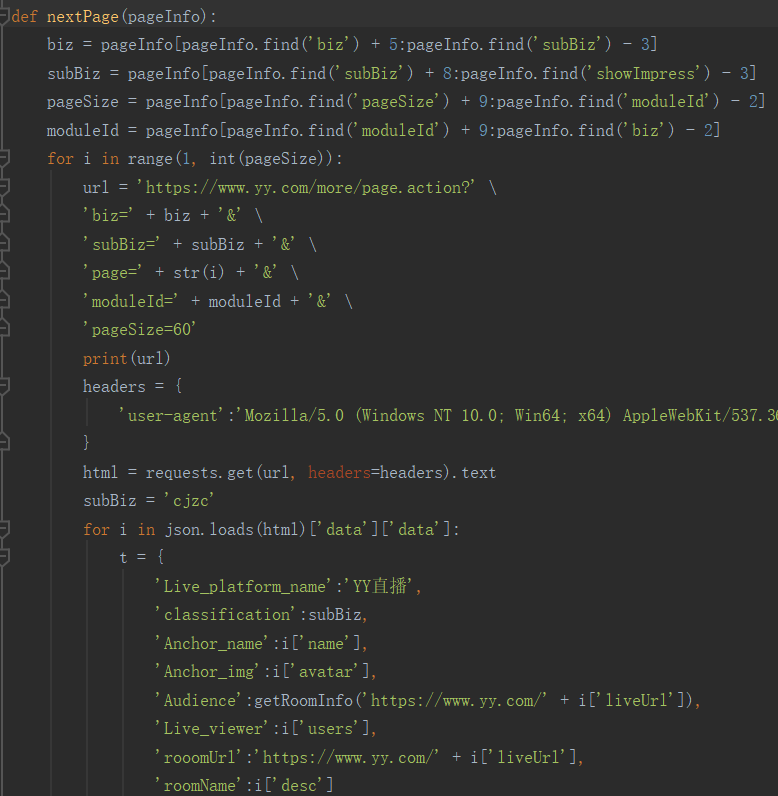 def nextPage(pageInfo):
    biz = pageInfo[pageInfo.find('biz') + 5:pageInfo.find('subBiz') - 3]
    subBiz = pageInfo[pageInfo.find('subBiz') + 8:pageInfo.find('showImpress') - 3]
    pageSize = pageInfo[pageInfo.find('pageSize') + 9:pageInfo.find('moduleId') - 2]
    moduleId = pageInfo[pageInfo.find('moduleId') + 9:pageInfo.find('biz') - 2]
    for i in range(1, int(pageSize)):
        url = 'https://www.yy.com/more/page.action?' \
        'biz=' + biz + '&' \
        'subBiz=' + subBiz + '&' \
        'page=' + str(i) + '&' \
        'moduleId=' + moduleId + '&' \
        'pageSize=60'
        print(url)
        headers = {
            'user-agent':'Mozilla/5.0 (Windows NT 10.0; Win64; x64) AppleWebKit/537.36
        }
        html = requests.get(url, headers=headers).text
        subBiz = 'cjzc'
        for i in json.loads(html)['data']['data']:
            t = {
                'Live_platform_name':'YY直播',
                'classification':subBiz,
                'Anchor_name':i['name'],
                'Anchor_img':i['avatar'],
                'Audience':getRoomInfo('https://www.yy.com/' + i['liveUrl']),
                'Live_viewer':i['users'],
                'rooomUrl':'https://www.yy.com/' + i['liveUrl'],
                'roomName':i['desc']